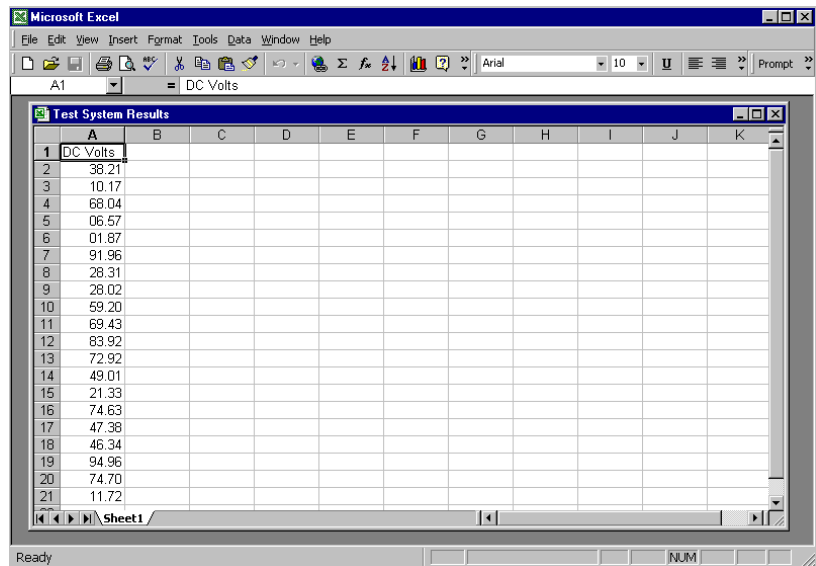 Microsoft Excel
File Edit View Insert Format Tools Data Window Help
ABC Σ fx A Z ? » Arial 10 U Prompt »
A1 = DC Volts
Test System Results
A B C D E F G H I J K
1 DC Volts
2 38.21
3 10.17
4 68.04
5 06.57
6 01.87
7 91.96
8 28.31
9 28.02
10 59.20
11 69.43
12 83.92
13 72.92
14 49.01
15 21.33
16 74.63
17 47.38
18 46.34
19 94.96
20 74.70
21 11.72
Sheet1
Ready NUM